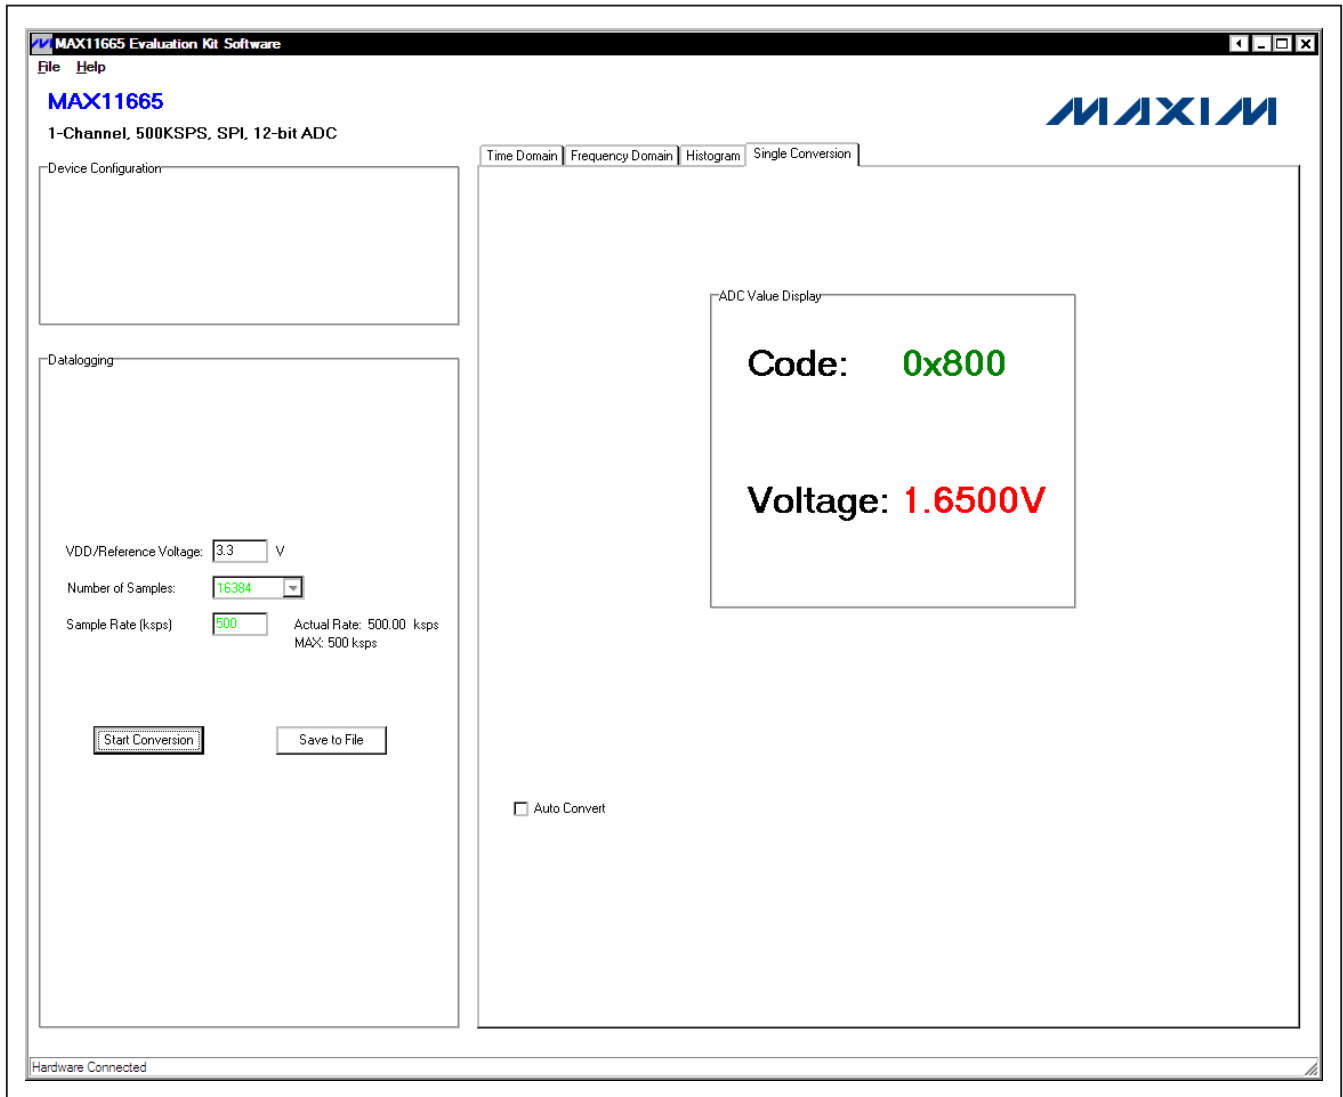 MAX11665 Evaluation Kit Software
File Help
MAX11665
1-Channel, 500KSPS, SPI, 12-bit ADC
MAXIM
Device Configuration
Datalogging
VDD/Reference Voltage: 3.3 V
Number of Samples: 16384
Sample Rate (ksps) 500 Actual Rate: 500.00 ksps
MAX: 500 ksps
Start Conversion Save to File
Time Domain Frequency Domain Histogram Single Conversion
ADC Value Display
Code: 0x800
Voltage: 1.6500V
Auto Convert
Hardware Connected